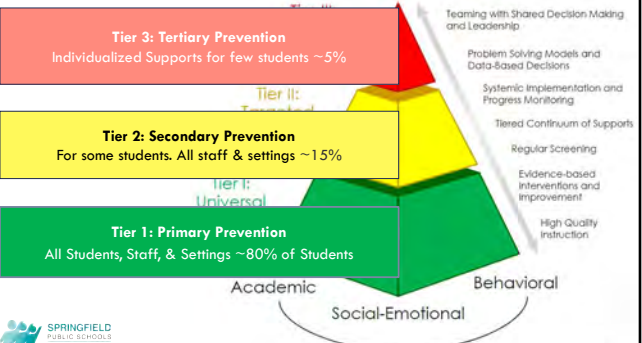 Tier 3: Tertiary Prevention
Individualized Supports for few students ~5%
Tier II:
Tier 2: Secondary Prevention
For some students. All staff & settings ~15%
Tier I:
Universal
Tier 1: Primary Prevention
All Students, Staff, & Settings ~80% of Students
Teaming with Shared Decision Making
and Leadership
Problem Solving Models and
Data-Based Decisions
Systemic Implementation and
Progress Monitoring
Tiered Continuum of Supports
Regular Screening
Evidence-based
Interventions and
Improvement
High Quality
Instruction
Academic
Behavioral
Social-Emotional
SPRINGFIELD
PUBLIC SCHOOLS